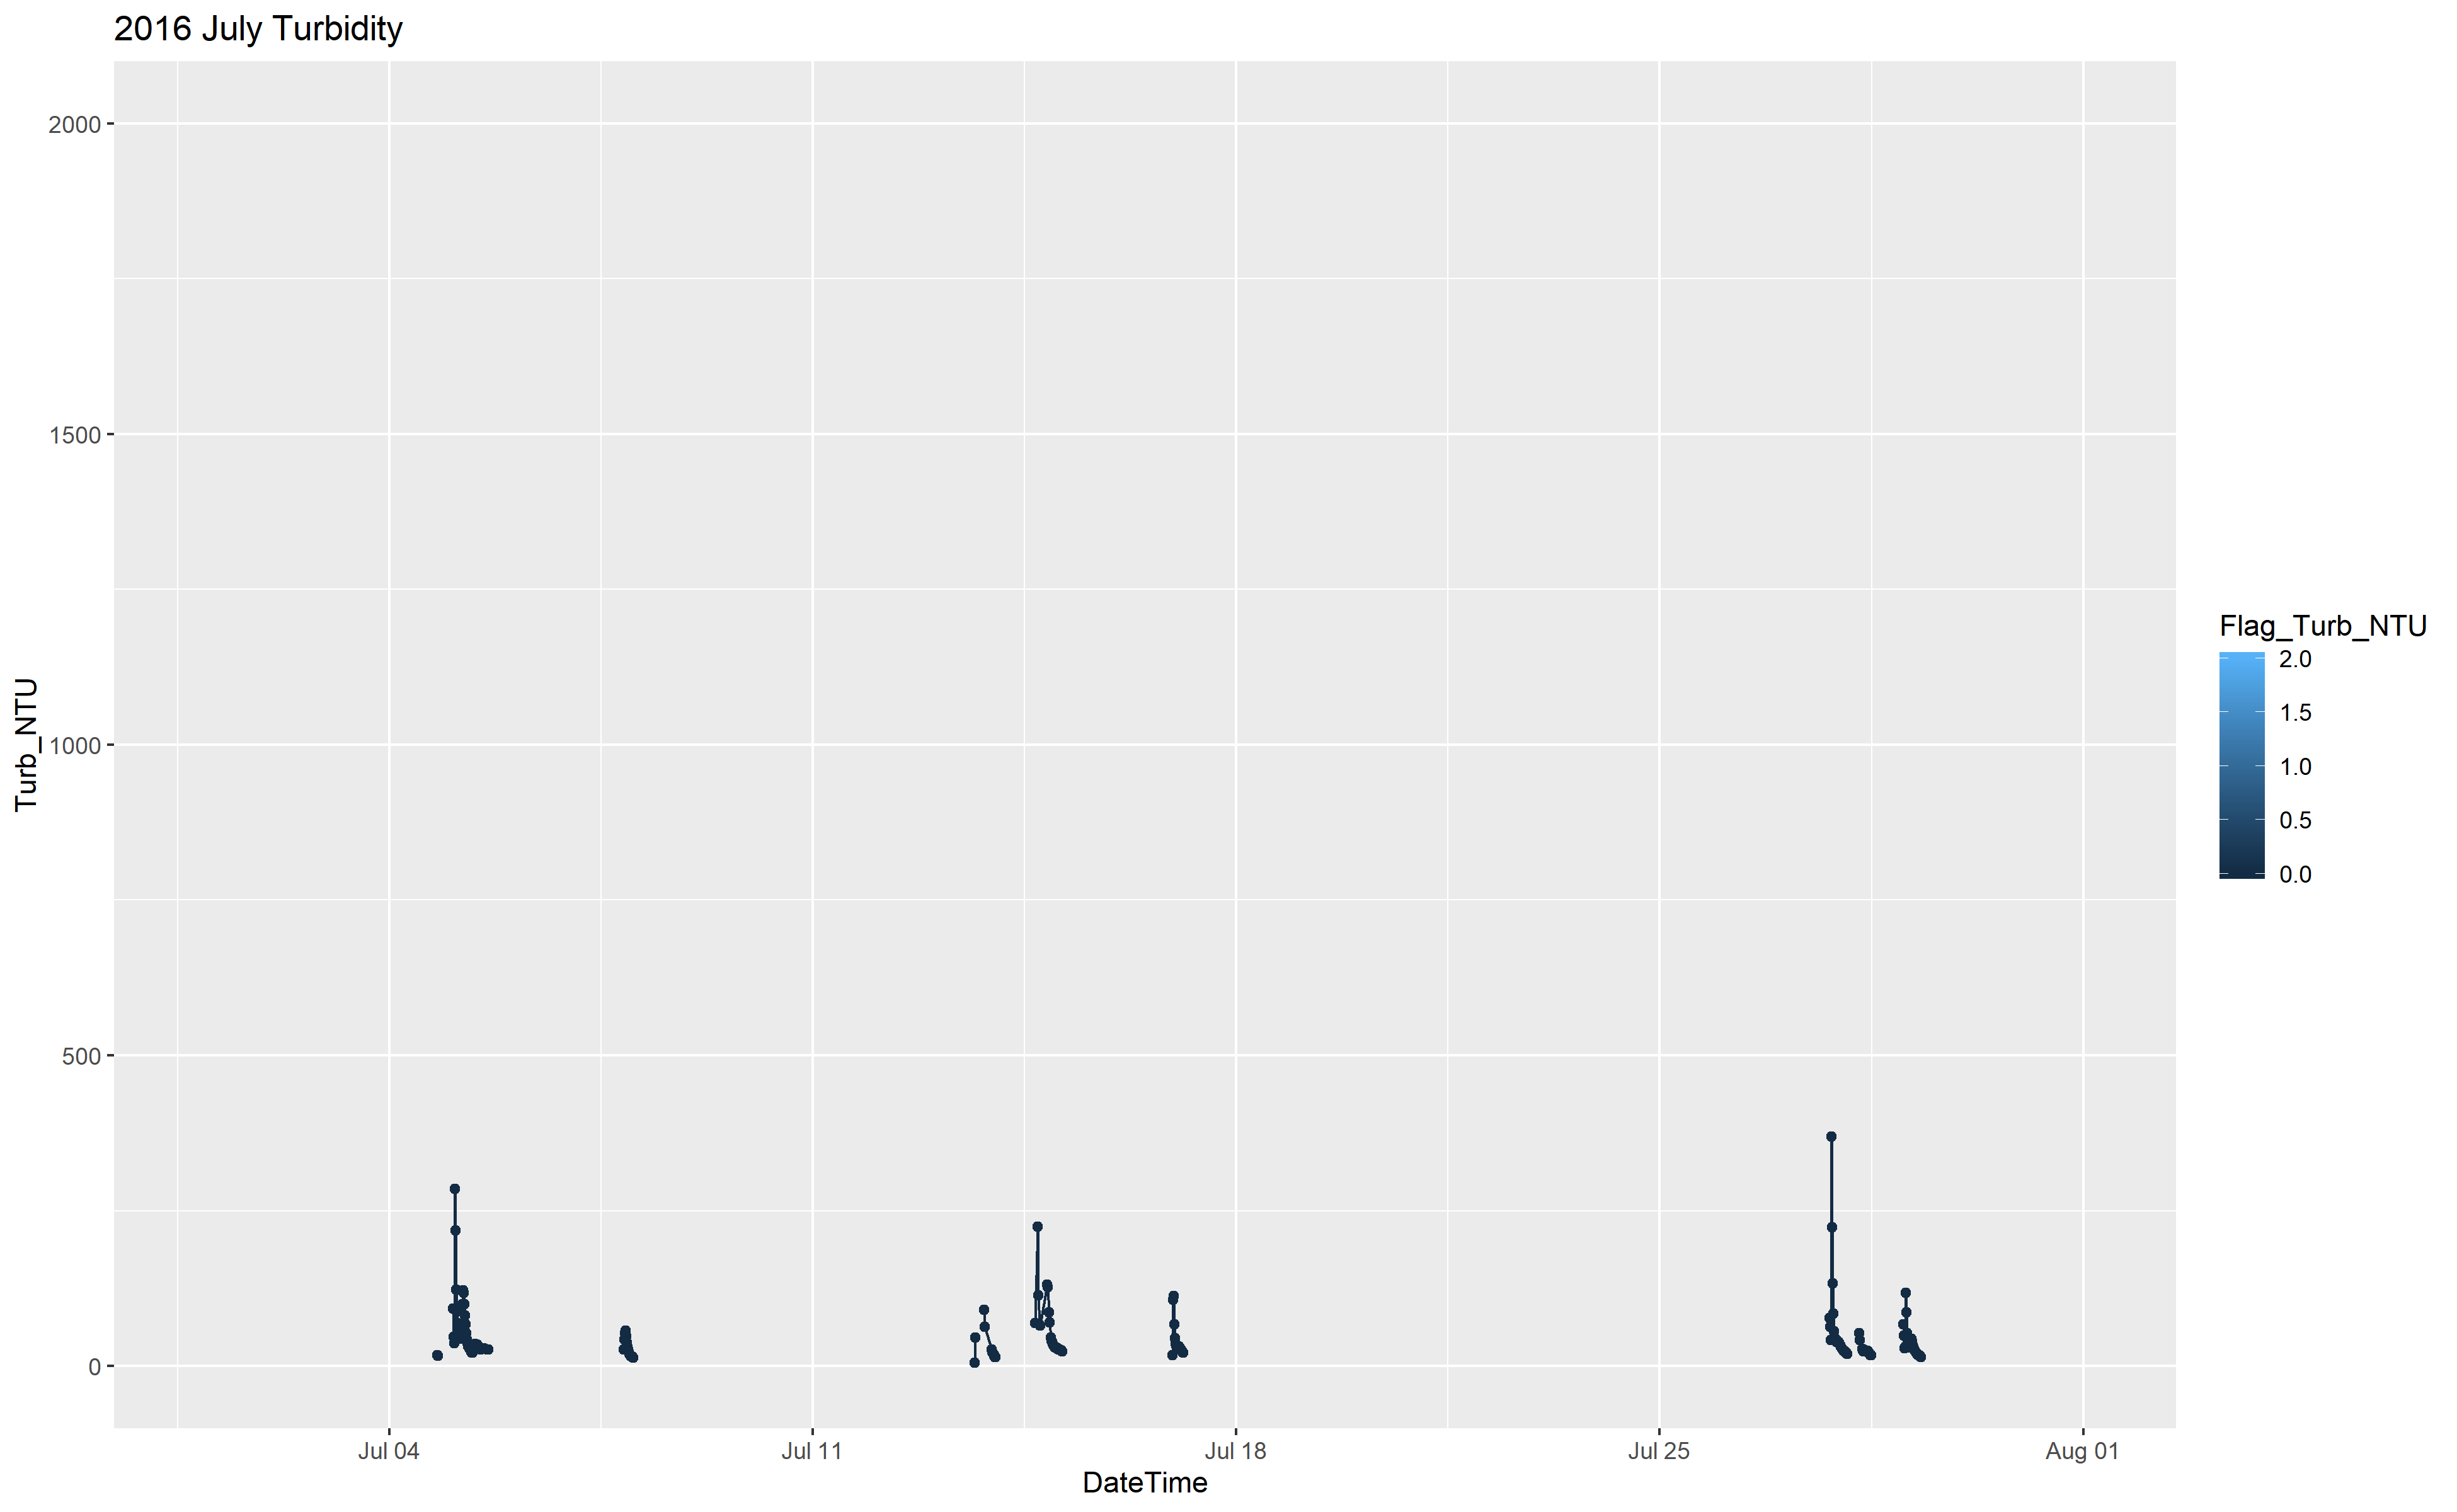 2016 July Turbidity
2000
1500
1000
500
0
Turb_NTU
Jul 04
Jul 11
Jul 18
Jul 25
Aug 01
DateTime
Flag_Turb_NTU
2.0
1.5
1.0
0.5
0.0